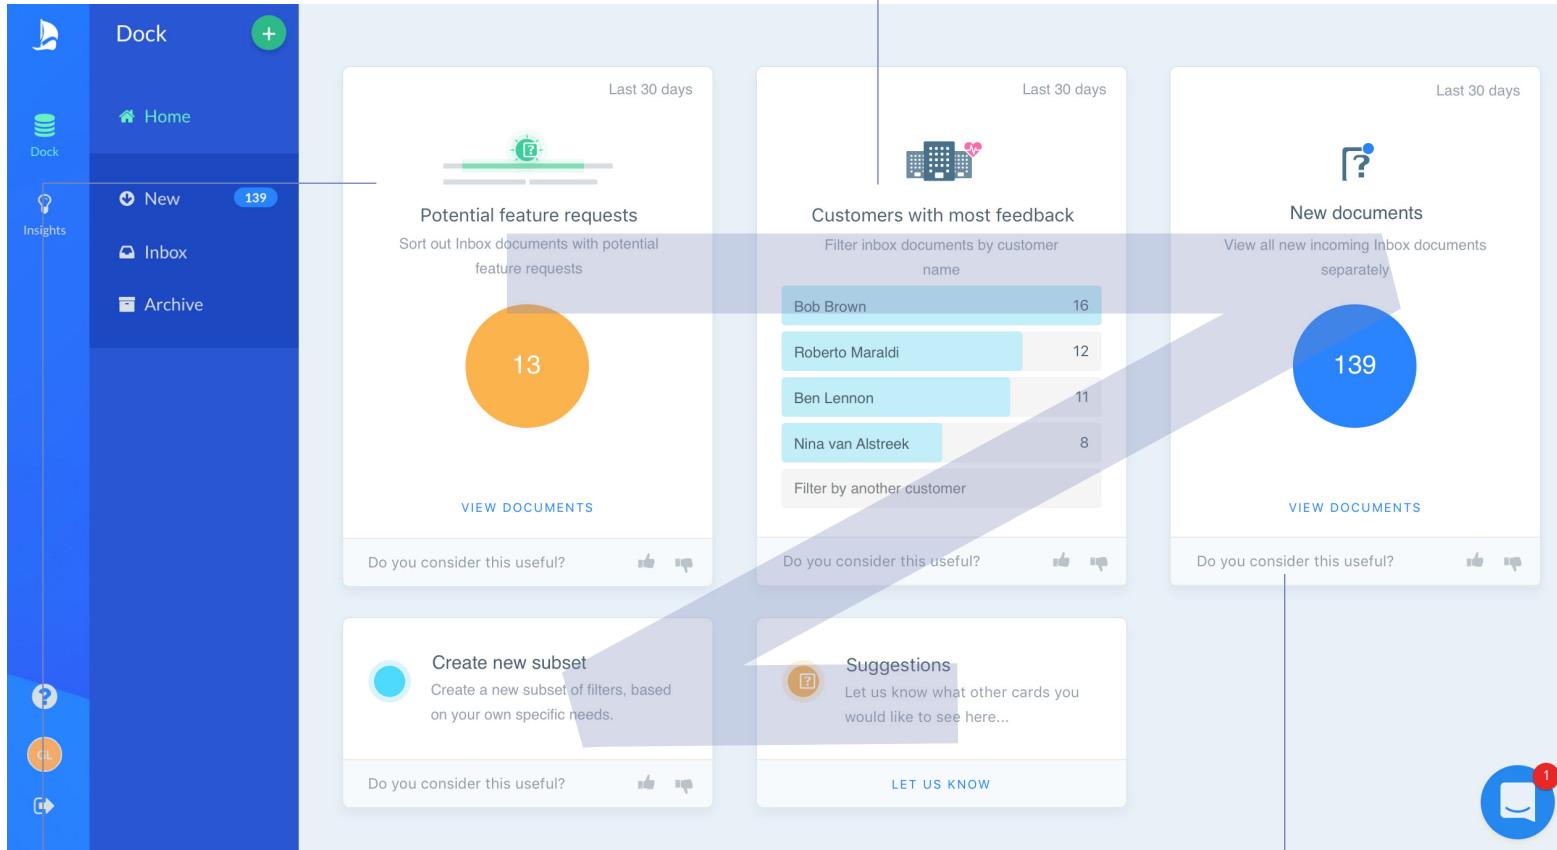 Dock
+
Home
Dock
New 139
Insights
Inbox
Archive
?
GL
Last 30 days
?
Potential feature requests
Sort out Inbox documents with potential
feature requests
13
VIEW DOCUMENTS
Do you consider this useful?
Last 30 days
Customers with most feedback
Filter inbox documents by customer
name
Bob Brown 16
Roberto Maraldi 12
Ben Lennon 11
Nina van Alstreek 8
Filter by another customer
Do you consider this useful?
Last 30 days
?
New documents
View all new incoming Inbox documents
separately
139
VIEW DOCUMENTS
Do you consider this useful?
Create new subset
Create a new subset of filters, based
on your own specific needs.
Do you consider this useful?
?
Suggestions
Let us know what other cards you
would like to see here...
LET US KNOW
1